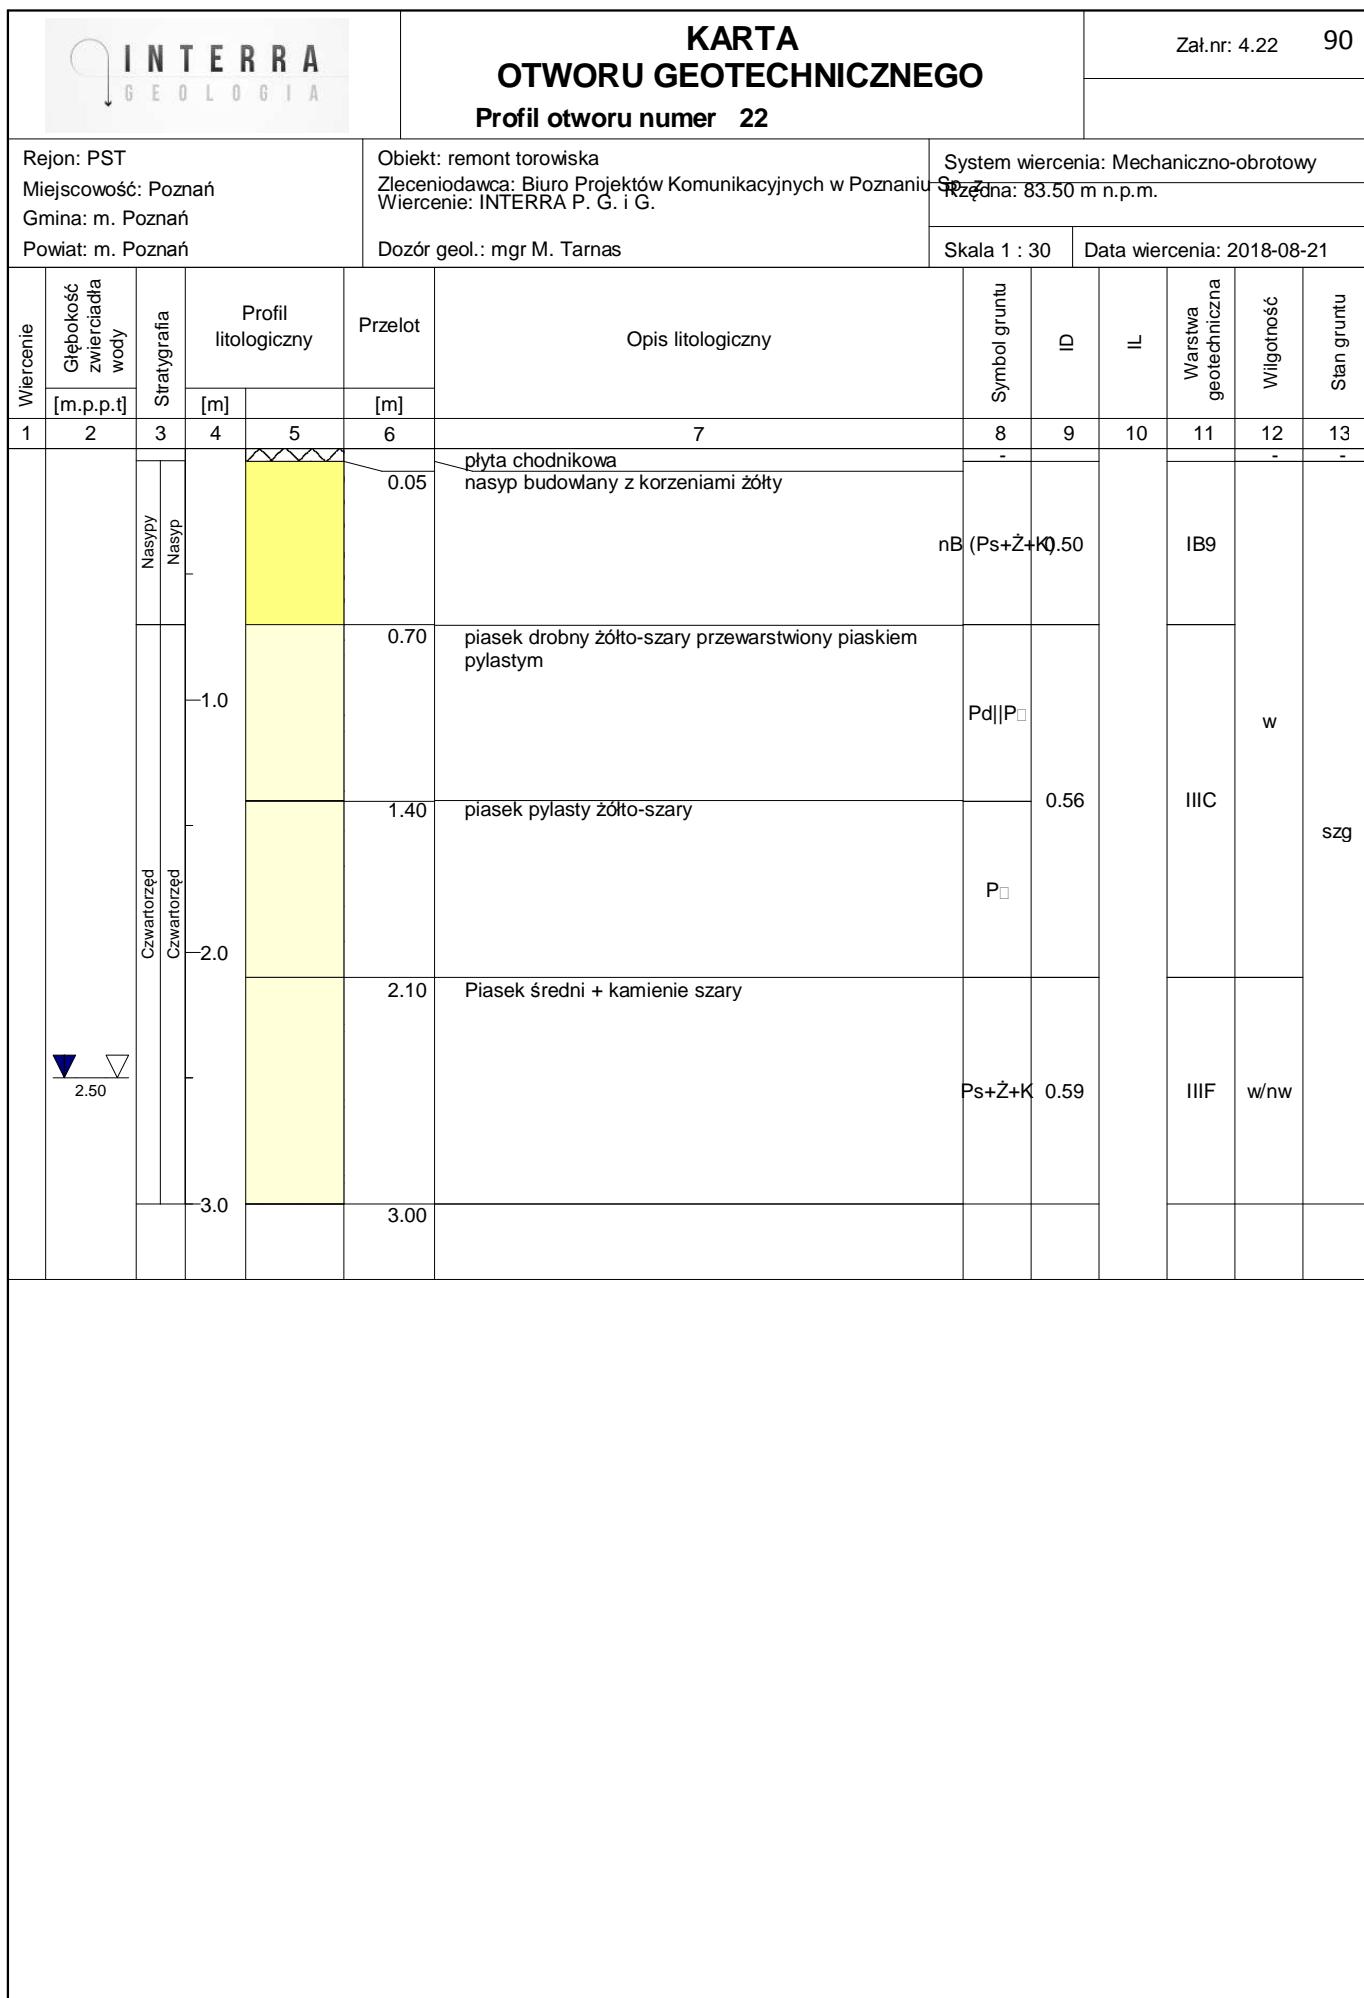 INTERRA
GEOLOGIA
KARTA
OTWORU GEOTECHNICZNEGO
Profil otworu numer 22
Zał.nr: 4.22
90
Rejon: PST
Miejscowość: Poznań
Gmina: m. Poznań
Powiat: m. Poznań
Obiekt: remont torowiska
Zleceniodawca: Biuro Projektów Komunikacyjnych w Poznaniu Sp. z
Wiercenie: INTERRA P. G. i G.
Dozór geol.: mgr M. Tarnas
System wiercenia: Mechaniczno-obrotowy
Rzędna: 83.50 m n.p.m.
Skala 1 : 30
Data wiercenia: 2018-08-21
Wiercenie
Głębokość
zwierciadła
wody
[m.p.p.t]
Stratygrafia
Profil
litologiczny
[m]
Przelot
[m]
Opis litologiczny
Symbol gruntu
ID
IL
Warstwa
geotechniczna
Wilgotność
Stan gruntu
1 2 3 4 5 6 7 8 9 10 11 12 13
płyta chodnikowa
- - -
0.05
nasyp budowlany z korzeniami żółty
Nasypy
Nasyp
nB (Ps+Ż+K)
0.50
IB9
0.70
piasek drobny żółto-szary przewarstwiony piaskiem
pylastym
1.0
Pd||P□
w
1.40
piasek pylasty żółto-szary
0.56
IIIC
szg
P□
Czwartorzęd
Czwartorzęd
2.0
2.10
Piasek średni + kamienie szary
2.50
Ps+Ż+K
0.59
IIIF
w/nw
3.0
3.00